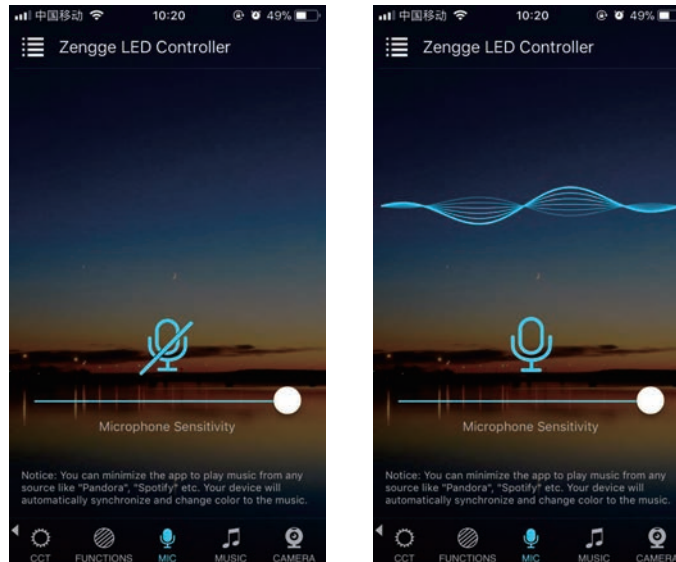 中国移动 10:20 49%
Zengge LED Controller
Microphone Sensitivity
Notice: You can minimize the app to play music from any
source like "Pandora", "Spotify" etc. Your device will
automatically synchronize and change color to the music.
CCT FUNCTIONS MIC MUSIC CAMERA
中国移动 10:20 49%
Zengge LED Controller
Microphone Sensitivity
Notice: You can minimize the app to play music from any
source like "Pandora", "Spotify" etc. Your device will
automatically synchronize and change color to the music.
CCT FUNCTIONS MIC MUSIC CAMERA